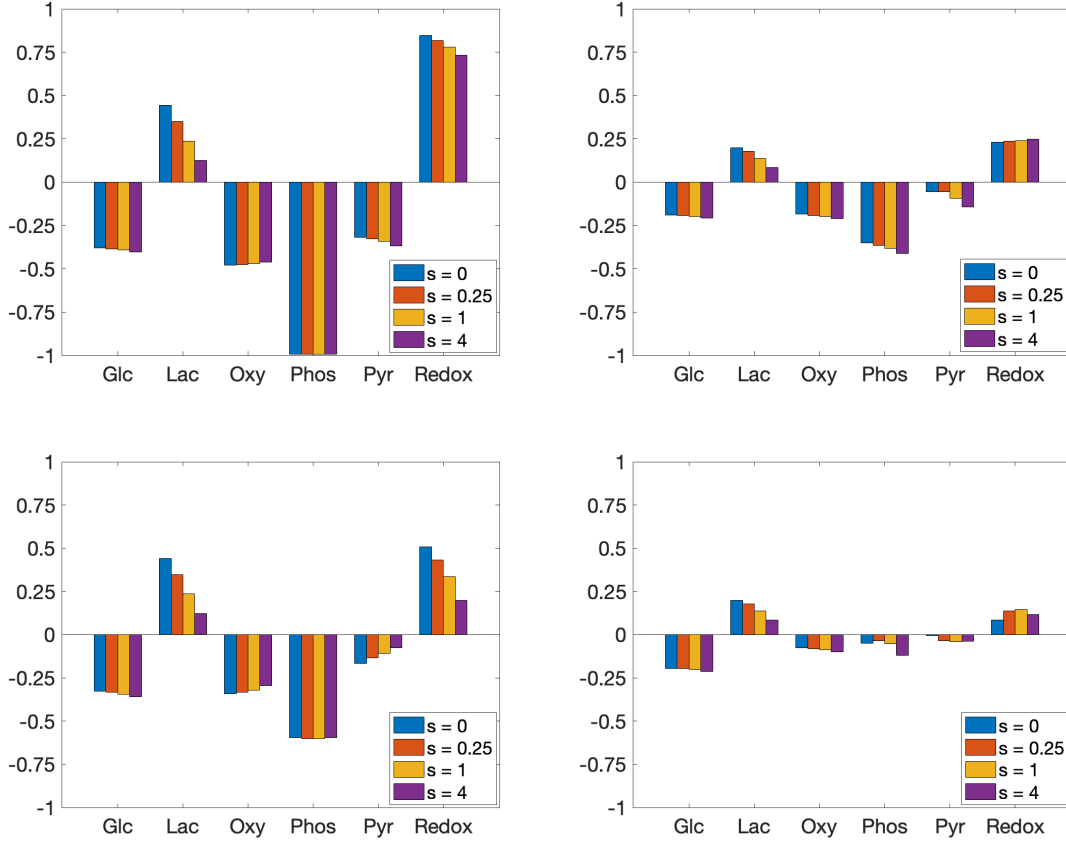 1
0.75
0.5
0.25
0
-0.25
-0.5
-0.75
-1
s = 0
s = 0.25
s = 1
s = 4
Glc Lac Oxy Phos Pyr Redox
1
0.75
0.5
0.25
0
-0.25
-0.5
-0.75
-1
s = 0
s = 0.25
s = 1
s = 4
Glc Lac Oxy Phos Pyr Redox
1
0.75
0.5
0.25
0
-0.25
-0.5
-0.75
-1
s = 0
s = 0.25
s = 1
s = 4
Glc Lac Oxy Phos Pyr Redox
1
0.75
0.5
0.25
0
-0.25
-0.5
-0.75
-1
s = 0
s = 0.25
s = 1
s = 4
Glc Lac Oxy Phos Pyr Redox